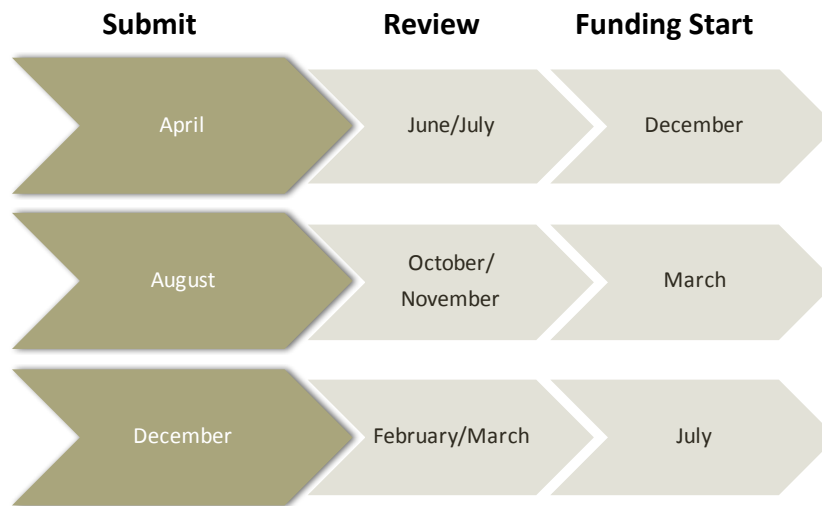 Submit Review Funding Start
April June/July December
August October/
November March
December February/March July